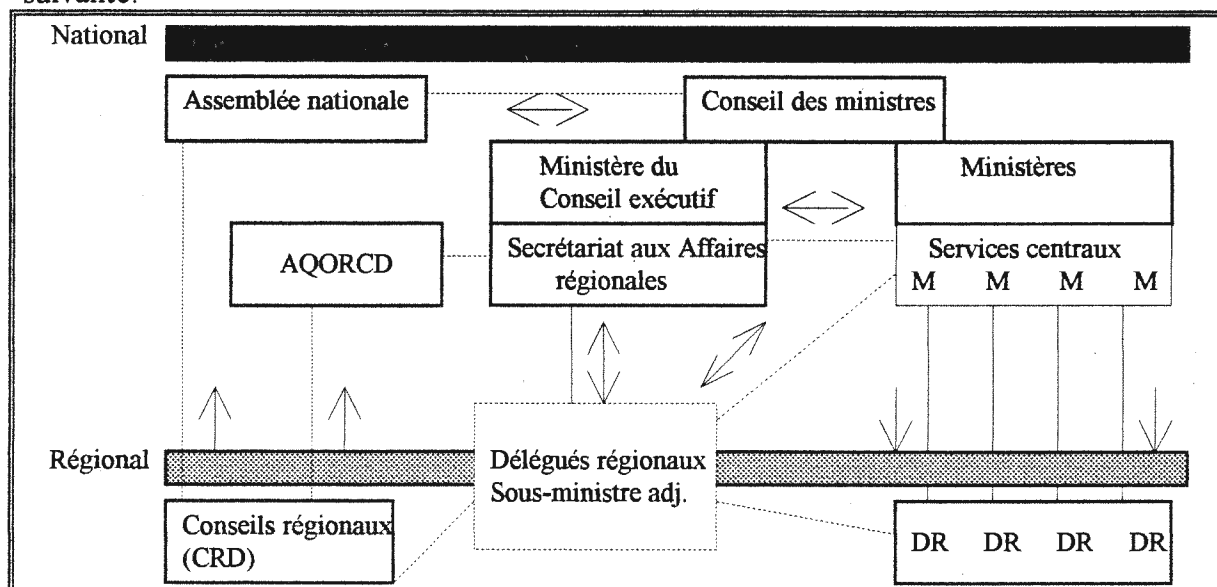 suivante:
National
Assemblée nationale
Conseil des ministres
Ministère du
Conseil exécutif
Ministères
AQORCD
Secrétariat aux Affaires
régionales
Services centraux
M M M M
Régional
Délégués régionaux
Sous-ministre adj.
Conseils régionaux
(CRD)
DR DR DR DR